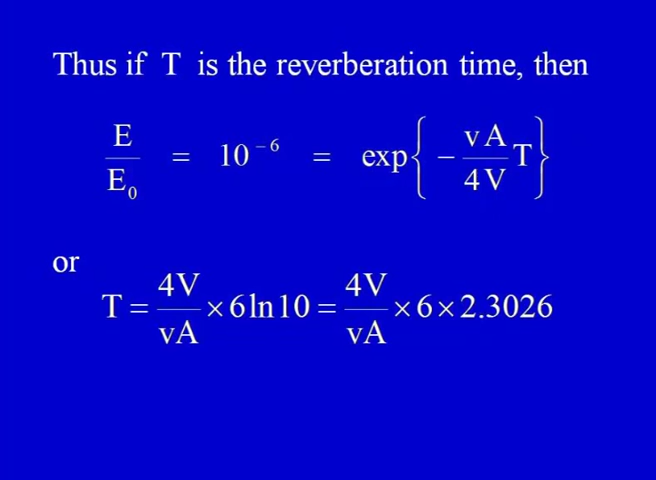 Thus if T is the reverberation time, then
E/E₀ = 10⁻⁶ = exp{ − vA/4V T }
or
T = 4V/vA × 6 ln 10 = 4V/vA × 6 × 2.3026